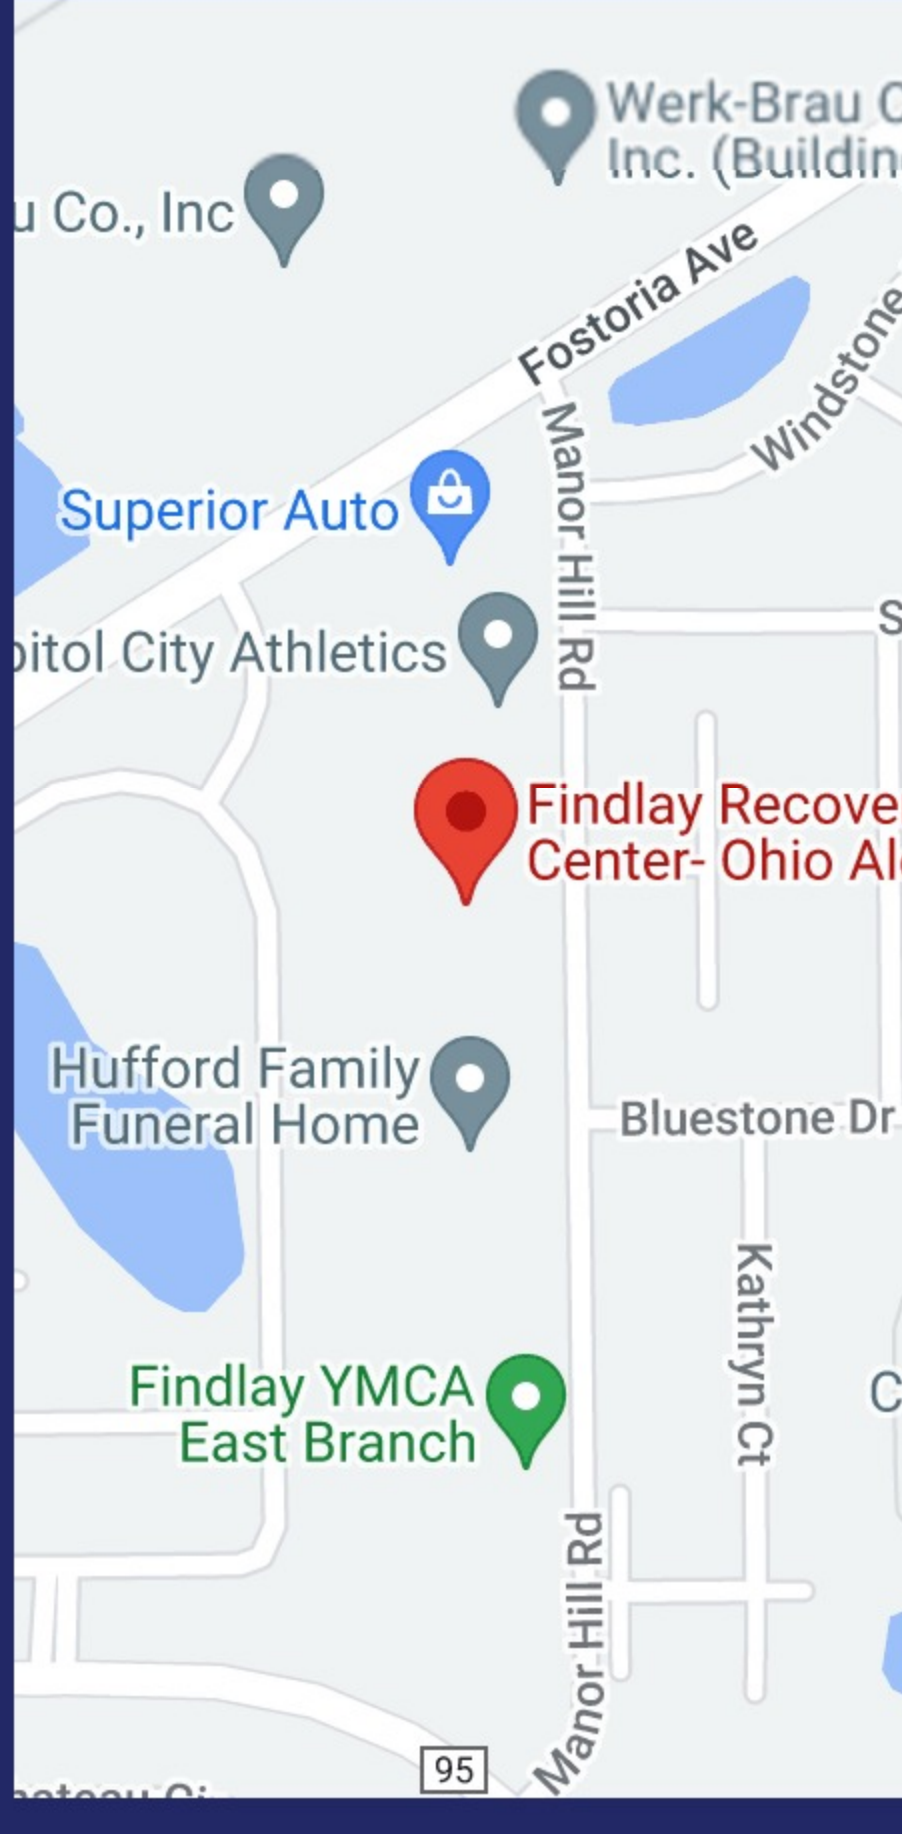 Werk-Brau C
Inc. (Buildin
u Co., Inc
Fostoria Ave
Windstone
Manor Hill Rd
Superior Auto
S
pitol City Athletics
Findlay Recove
Center- Ohio Al
Hufford Family
Funeral Home
Bluestone Dr
Kathryn Ct
Findlay YMCA
East Branch
C
Manor Hill Rd
95